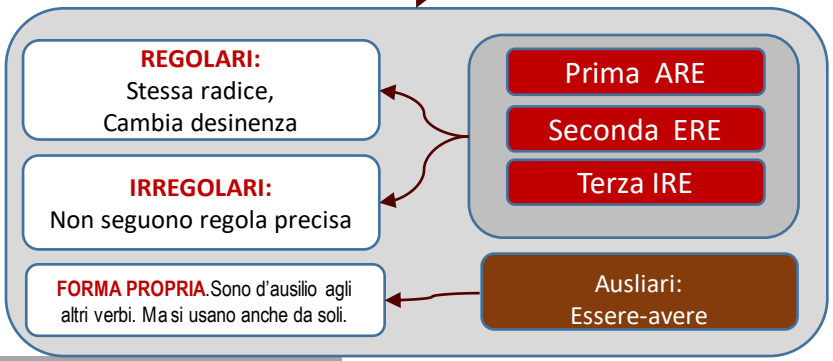 REGOLARI:
Stessa radice,
Cambia desinenza
IRREGOLARI:
Non seguono regola precisa
FORMA PROPRIA.Sono d'ausilio agli
altri verbi. Ma si usano anche da soli.
Prima ARE
Seconda ERE
Terza IRE
Ausliari:
Essere-avere